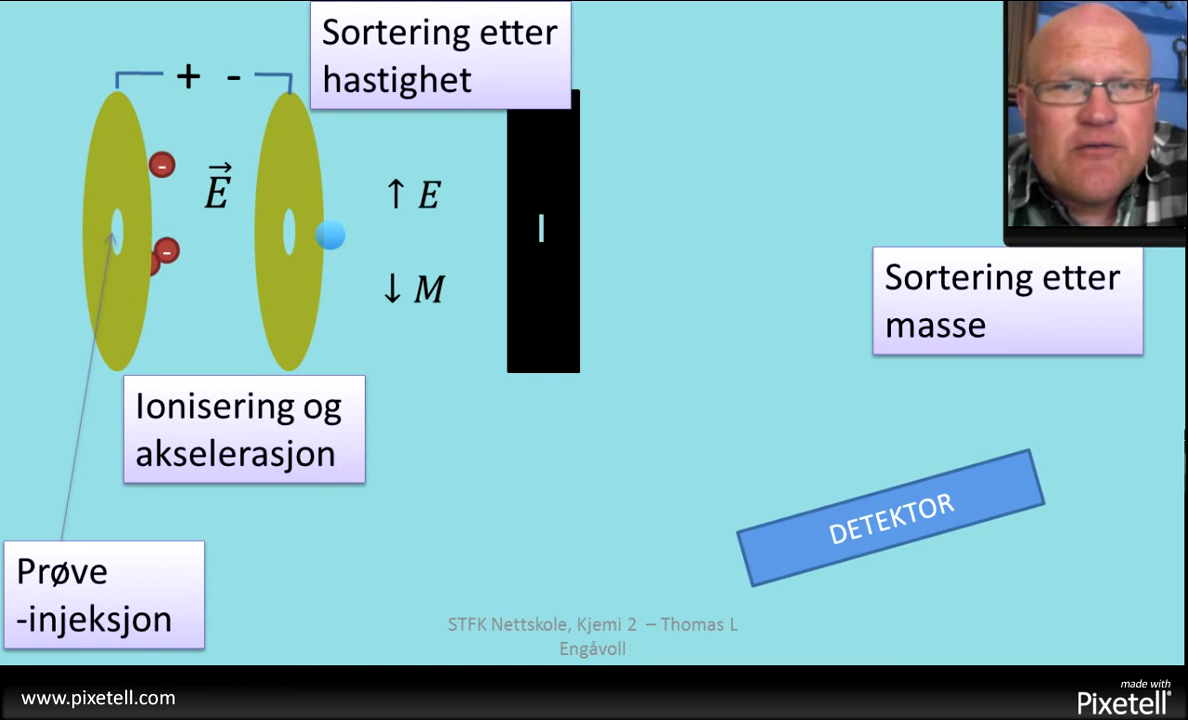 Sortering etter
hastighet
+ -
-
E
↑ E
-
↓ M
Sortering etter
masse
Ionisering og
akselerasjon
DETEKTOR
Prøve
-injeksjon
STFK Nettskole, Kjemi 2 – Thomas L
Engåvoll
www.pixetell.com
made with
Pixetell